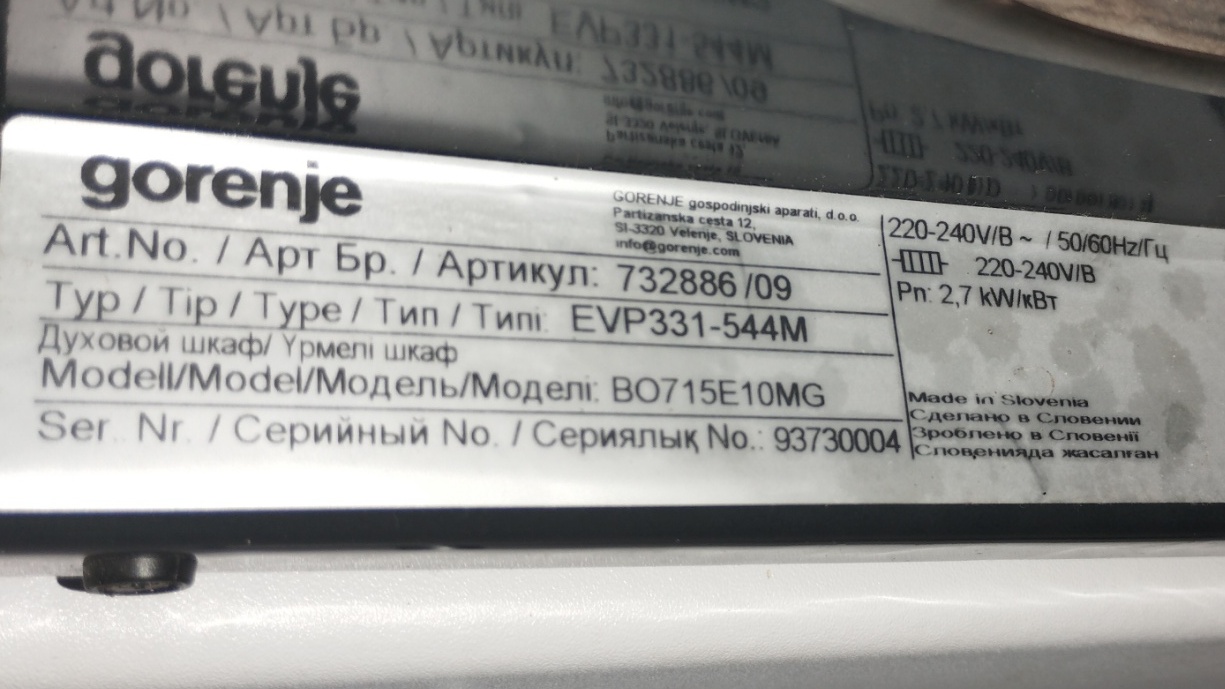 gorenje
GORENJE gospodinjski aparati, d.o.o.
Partizanska cesta 12,
SI-3320 Velenje, SLOVENIA
info@gorenje.com
Art.No. / Арт Бр. / Артикул: 732886 /09
Typ / Tip / Type / Тип / Типі: EVP331-544M
Духовой шкаф/ Үрмелі шкаф
Modell/Model/Модель/Моделі: BO715E10MG
Ser. Nr. / Серийный No. / Сериялық No.: 93730004
220-240V/В ~ / 50/60Hz/Гц
220-240V/В
Pn: 2,7 kW/кВт
Made in Slovenia
Сделано в Словении
Зроблено в Словенії
Словенияда жасалған